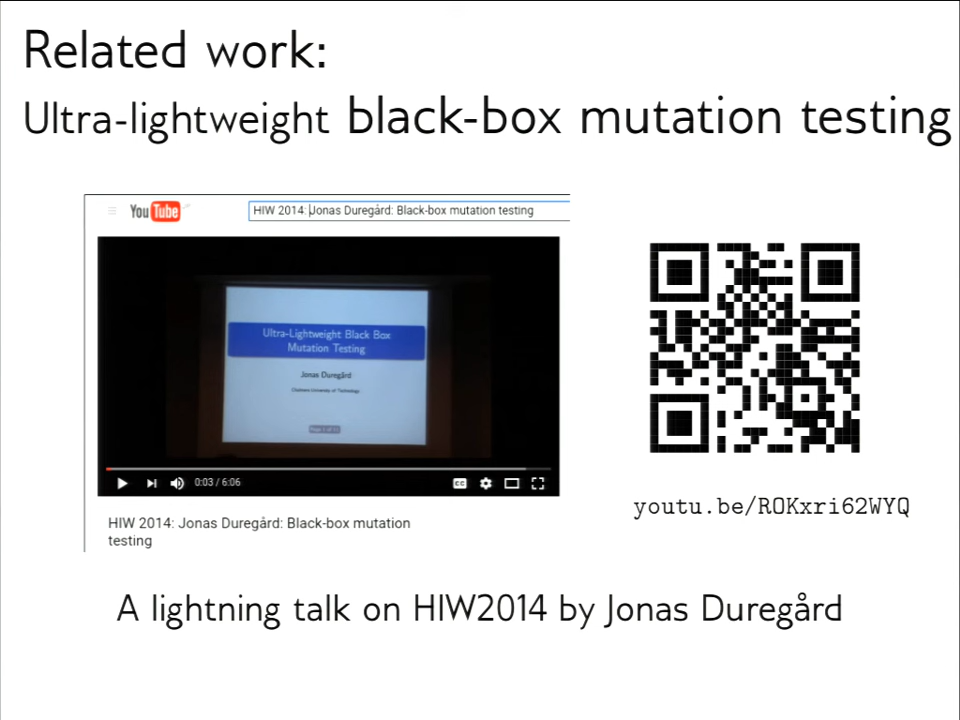 Related work:
Ultra-lightweight black-box mutation testing
YouTube
HIW 2014: Jonas Duregård: Black-box mutation testing
Ultra-Lightweight Black Box
Mutation Testing
Jonas Duregård
Chalmers University of Technology
0:03 / 6:06
CC
HIW 2014: Jonas Duregård: Black-box mutation
testing
youtu.be/ROKxri62WYQ
A lightning talk on HIW2014 by Jonas Duregård